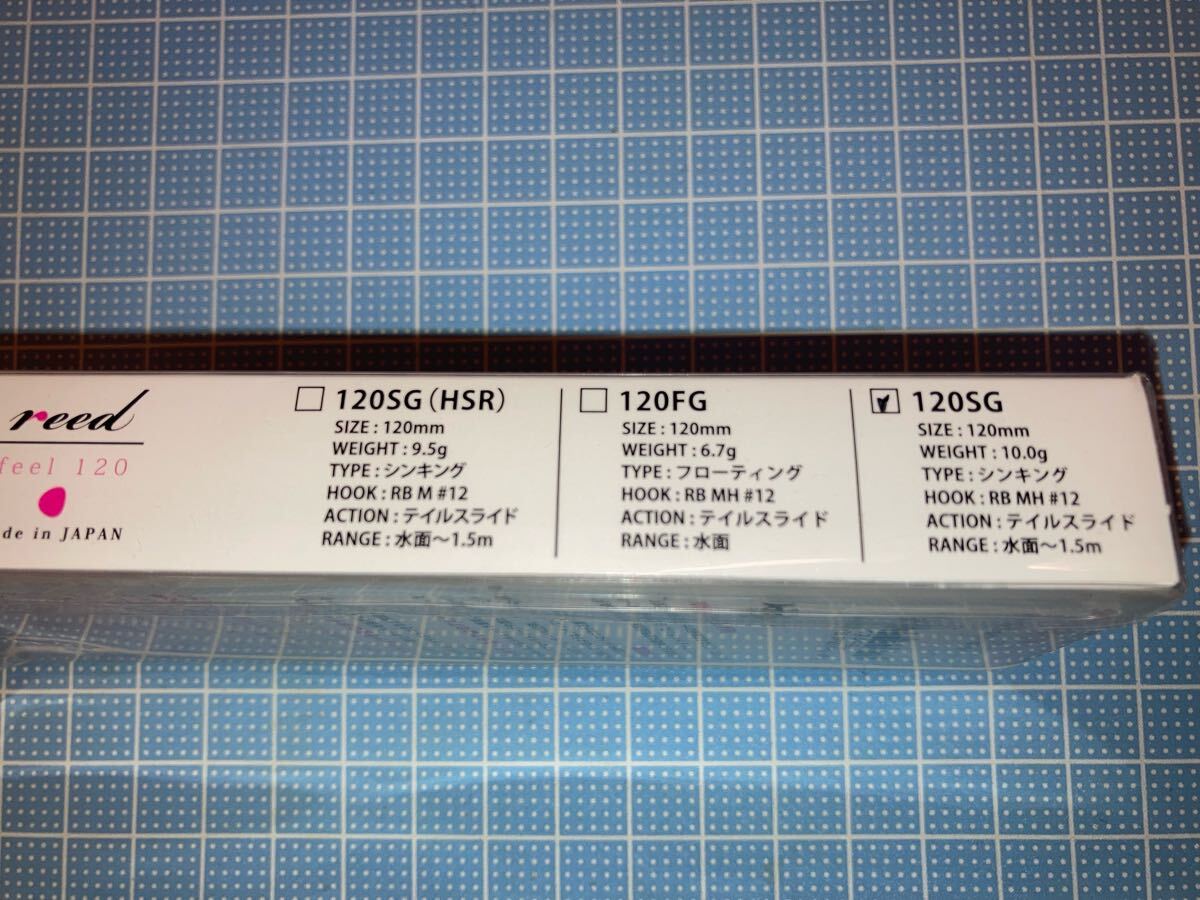 reed
feel 120
de in JAPAN
120SG(HSR)
SIZE : 120mm
WEIGHT : 9.5g
TYPE : シンキング
HOOK : RB M #12
ACTION : テイルスライド
RANGE : 水面～1.5m
120FG
SIZE : 120mm
WEIGHT : 6.7g
TYPE : フローティング
HOOK : RB MH #12
ACTION : テイルスライド
RANGE : 水面
120SG
SIZE : 120mm
WEIGHT : 10.0g
TYPE : シンキング
HOOK : RB MH #12
ACTION : テイルスライド
RANGE : 水面～1.5m